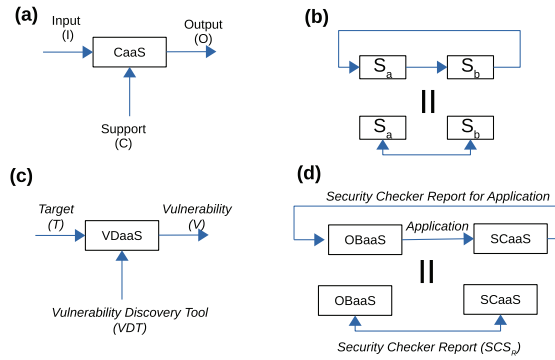 (a)
Input
(I)
CaaS
Output
(O)
Support
(C)
(b)
Sa
Sb
Sa
Sb
(c)
Target
(T)
VDaaS
Vulnerability
(V)
Vulnerability Discovery Tool
(VDT)
(d)
Security Checker Report for Application
OBaaS
Application
SCaaS
OBaaS
SCaaS
Security Checker Report (SCSR)